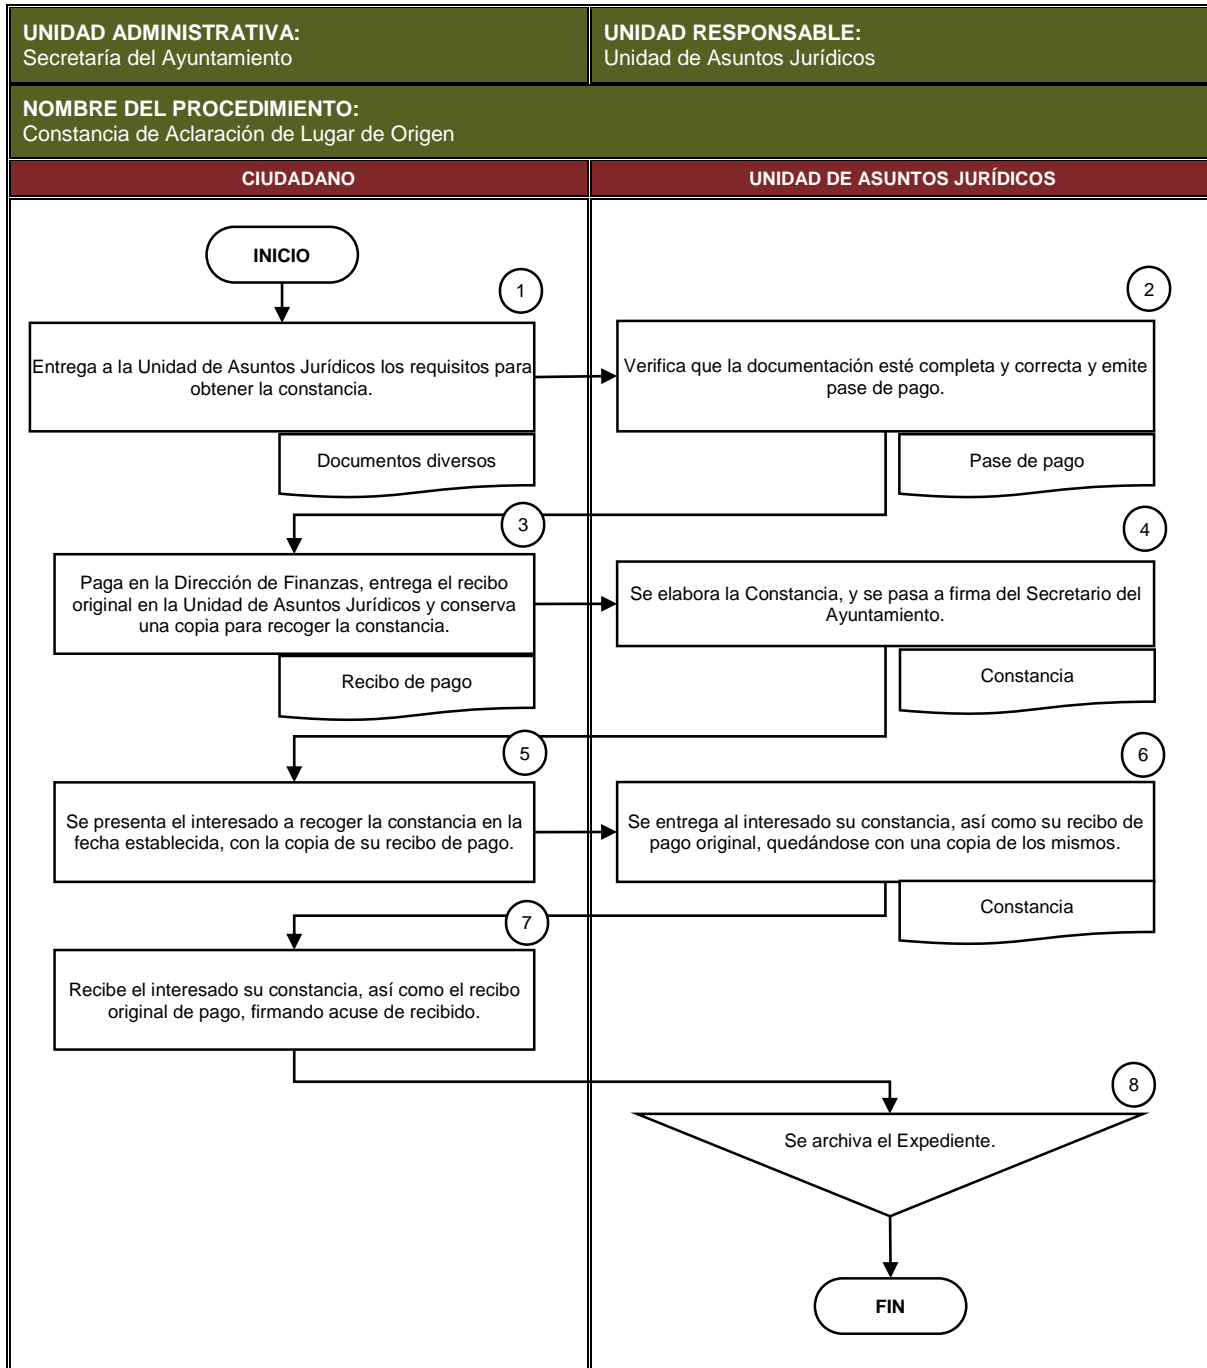 UNIDAD ADMINISTRATIVA:
Secretaría del Ayuntamiento
UNIDAD RESPONSABLE:
Unidad de Asuntos Jurídicos
NOMBRE DEL PROCEDIMIENTO:
Constancia de Aclaración de Lugar de Origen
CIUDADANO
UNIDAD DE ASUNTOS JURÍDICOS
INICIO
1
Entrega a la Unidad de Asuntos Jurídicos los requisitos para
obtener la constancia.
Documentos diversos
2
Verifica que la documentación esté completa y correcta y emite
pase de pago.
Pase de pago
3
Paga en la Dirección de Finanzas, entrega el recibo
original en la Unidad de Asuntos Jurídicos y conserva
una copia para recoger la constancia.
Recibo de pago
4
Se elabora la Constancia, y se pasa a firma del Secretario del
Ayuntamiento.
Constancia
5
Se presenta el interesado a recoger la constancia en la
fecha establecida, con la copia de su recibo de pago.
6
Se entrega al interesado su constancia, así como su recibo de
pago original, quedándose con una copia de los mismos.
Constancia
7
Recibe el interesado su constancia, así como el recibo
original de pago, firmando acuse de recibido.
8
Se archiva el Expediente.
FIN